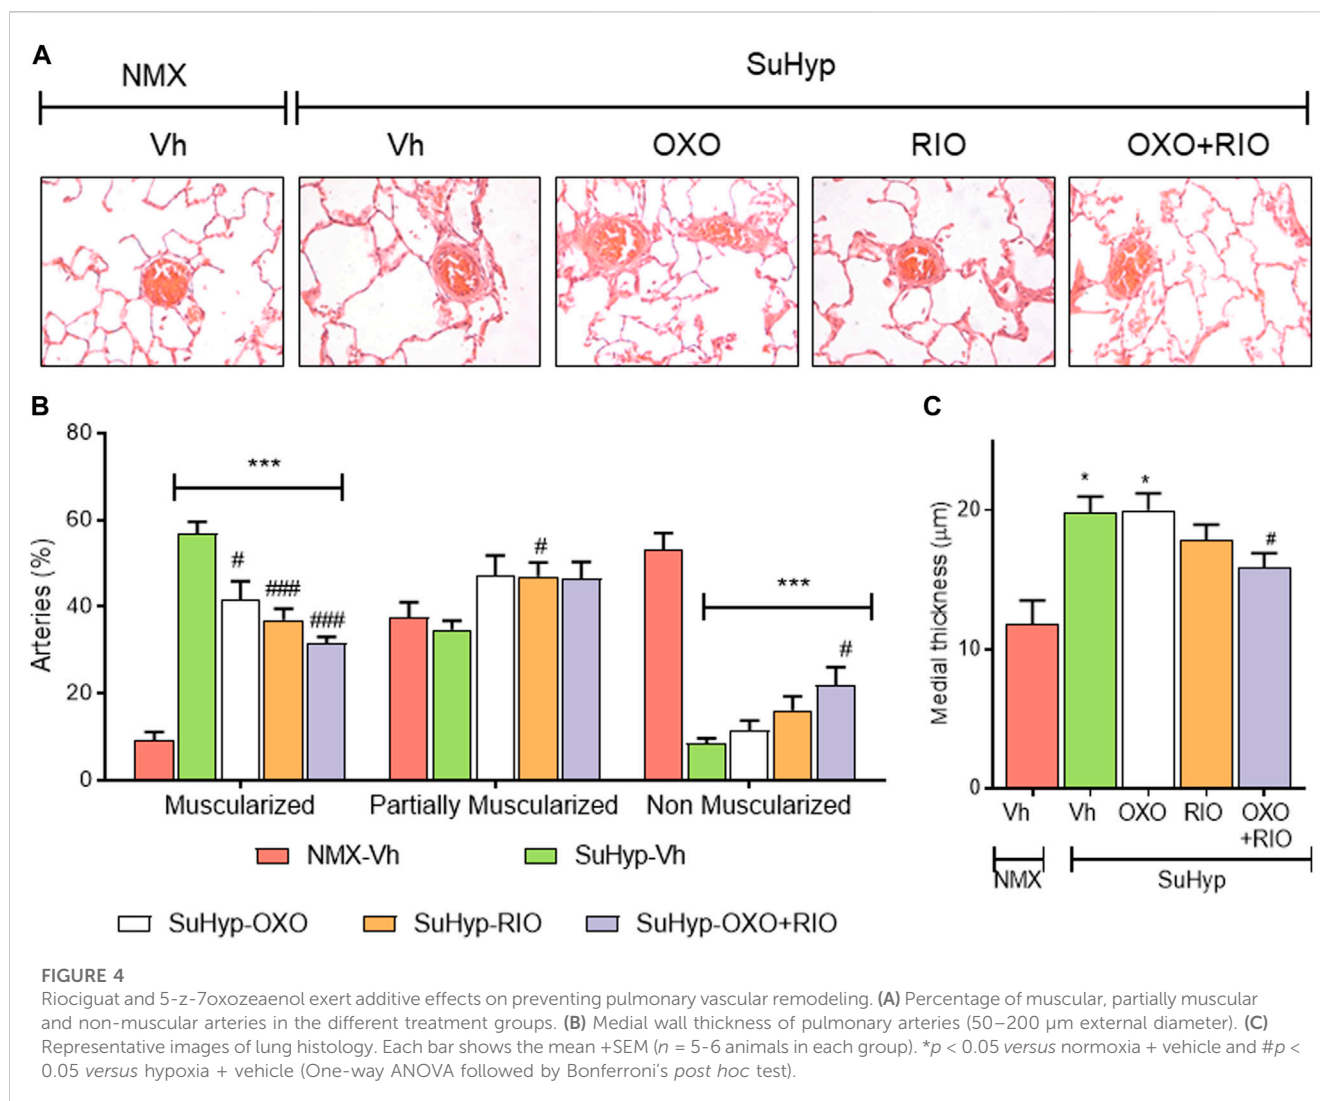 A
NMX
SuHyp
Vh
Vh
OXO
RIO
OXO+RIO
B
80
60
40
20
0
Arteries (%)
***
#
###
###
#
***
#
Muscularized
Partially Muscularized
Non Muscularized
NMX-Vh
SuHyp-Vh
SuHyp-OXO
SuHyp-RIO
SuHyp-OXO+RIO
C
20
10
0
Medial thickness (μm)
*
*
#
Vh
Vh
OXO
RIO
OXO
+RIO
NMX
SuHyp
FIGURE 4
Riociguat and 5-z-7oxozeaenol exert additive effects on preventing pulmonary vascular remodeling. (A) Percentage of muscular, partially muscular
and non-muscular arteries in the different treatment groups. (B) Medial wall thickness of pulmonary arteries (50–200 μm external diameter). (C)
Representative images of lung histology. Each bar shows the mean +SEM (n = 5-6 animals in each group). *p < 0.05 versus normoxia + vehicle and #p <
0.05 versus hypoxia + vehicle (One-way ANOVA followed by Bonferroni's post hoc test).